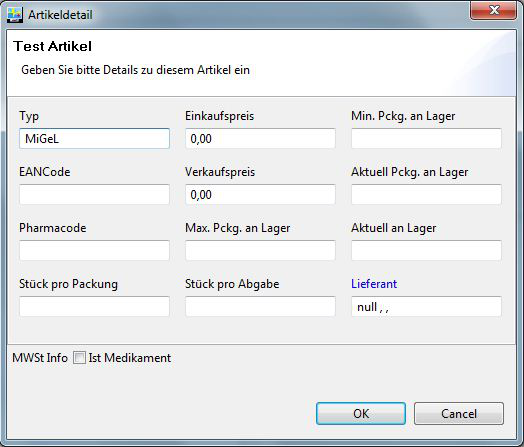 Artikeldetail
Test Artikel
Geben Sie bitte Details zu diesem Artikel ein
Typ Einkaufspreis Min. Pckg. an Lager
MiGeL 0,00
EANCode Verkaufspreis Aktuell Pckg. an Lager
0,00
Pharmacode Max. Pckg. an Lager Aktuell an Lager
Stück pro Packung Stück pro Abgabe Lieferant
null , ,
MWSt Info Ist Medikament
OK Cancel